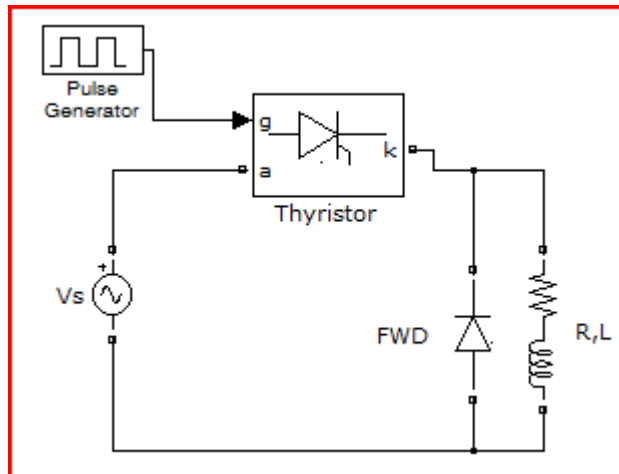 Pulse
Generator
g
a
k
Thyristor
+
Vs
FWD
R,L